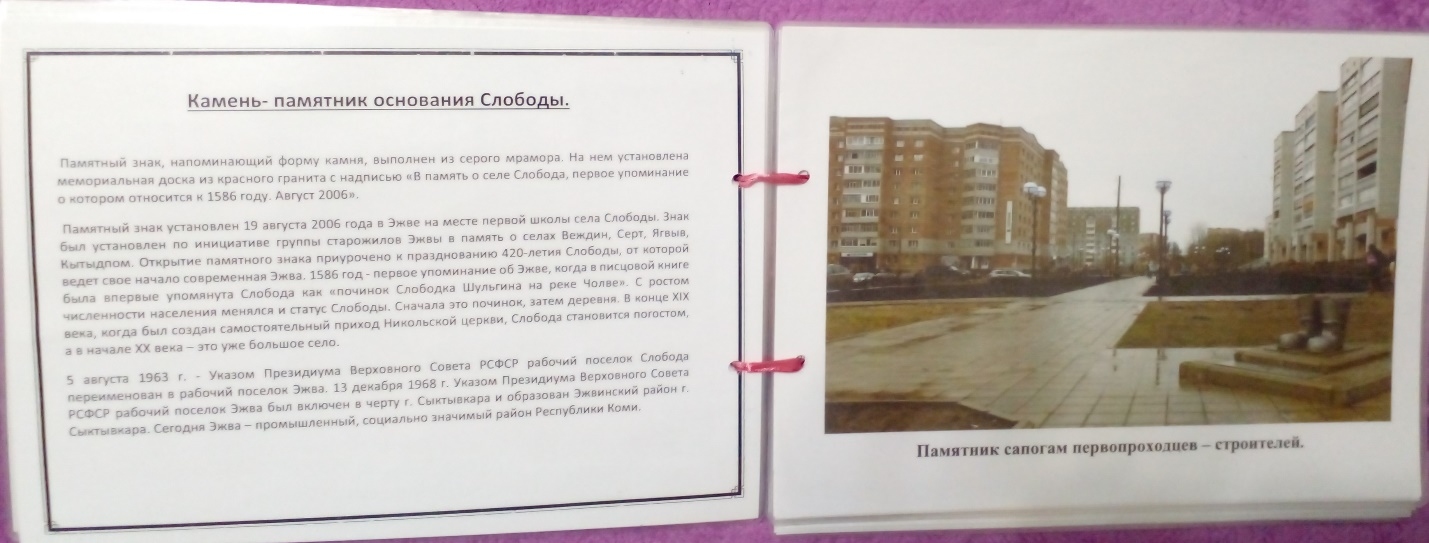 Камень- памятник основания Слободы.
Памятный знак, напоминающий форму камня, выполнен из серого мрамора. На нем установлена
мемориальная доска из красного гранита с надписью «В память о селе Слобода, первое упоминание
о котором относится к 1586 году. Август 2006».
Памятный знак установлен 19 августа 2006 года в Эжве на месте первой школы села Слободы. Знак
был установлен по инициативе группы старожилов Эжвы в память о селах Веждин, Серт, Ягвыв,
Кытыдпом. Открытие памятного знака приурочено к празднованию 420-летия Слободы, от которой
ведет свое начало современная Эжва. 1586 год - первое упоминание об Эжве, когда в писцовой книге
была впервые упомянута Слобода как «починок Слободка Шульгина на реке Чолве». С ростом
численности населения менялся и статус Слободы. Сначала это починок, затем деревня. В конце XIX
века, когда был создан самостоятельный приход Никольской церкви, Слобода становится погостом,
а в начале XX века – это уже большое село.
5 августа 1963 г. - Указом Президиума Верховного Совета РСФСР рабочий поселок Слобода
переименован в рабочий поселок Эжва. 13 декабря 1968 г. Указом Президиума Верховного Совета
РСФСР рабочий поселок Эжва был включен в черту г. Сыктывкара и образован Эжвинский район г.
Сыктывкара. Сегодня Эжва – промышленный, социально значимый район Республики Коми.
Памятник сапогам первопроходцев – строителей.